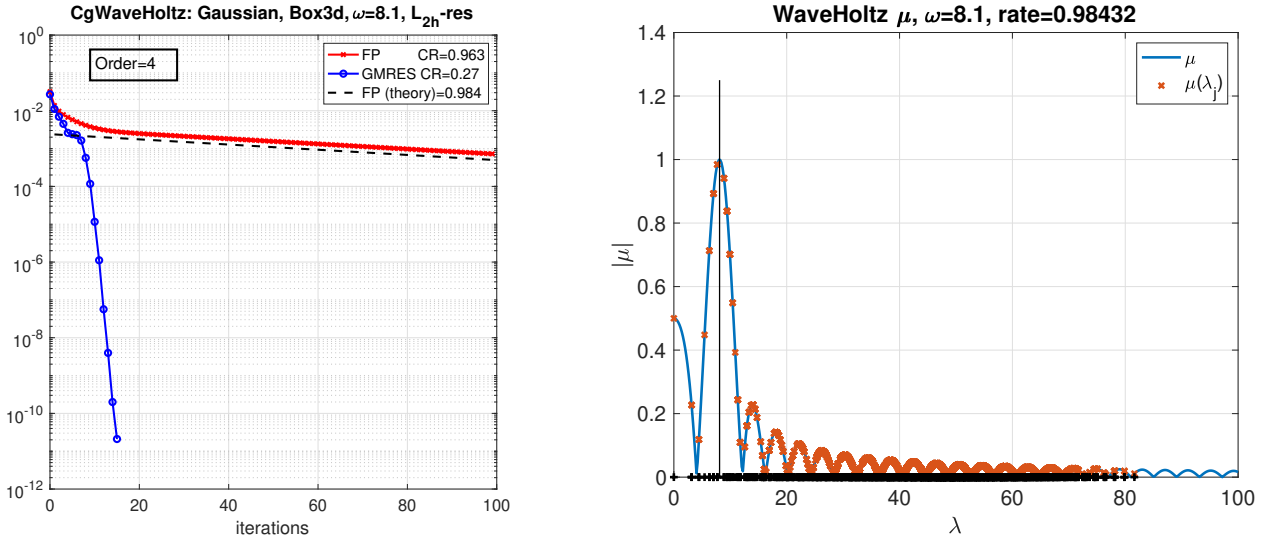 CgWaveHoltz: Gaussian, Box3d, ω=8.1, L2h-res
Order=4
FP CR=0.963
GMRES CR=0.27
FP (theory)=0.984
10^0
10^-2
10^-4
10^-6
10^-8
10^-10
10^-12
0 20 40 60 80 100
iterations
WaveHoltz μ, ω=8.1, rate=0.98432
μ
μ(λj)
|μ|
1.4
1.2
1
0.8
0.6
0.4
0.2
0
0 20 40 60 80 100
λ